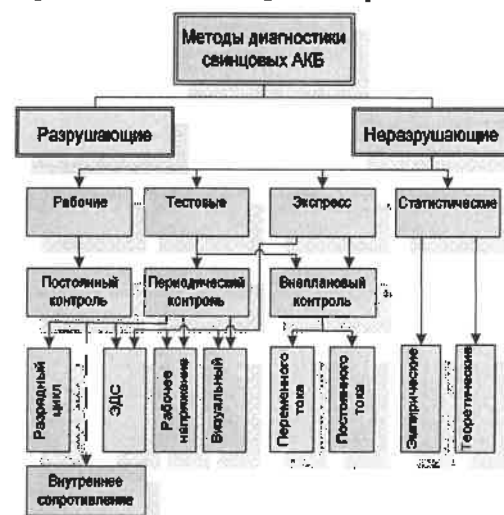 Методы диагностики
свинцовых АКБ
Разрушающие
Неразрушающие
Рабочие
Тестовые
Экспресс
Статистические
Постоянный
контроль
Периодический
контроль
Внеплановый
контроль
Разрядный
цикл
ЭДС
Рабочее
напряжение
Визуальный
Переменного
тока
Постоянного
тока
Эмпирические
Теоретические
Внутреннее
сопротивление